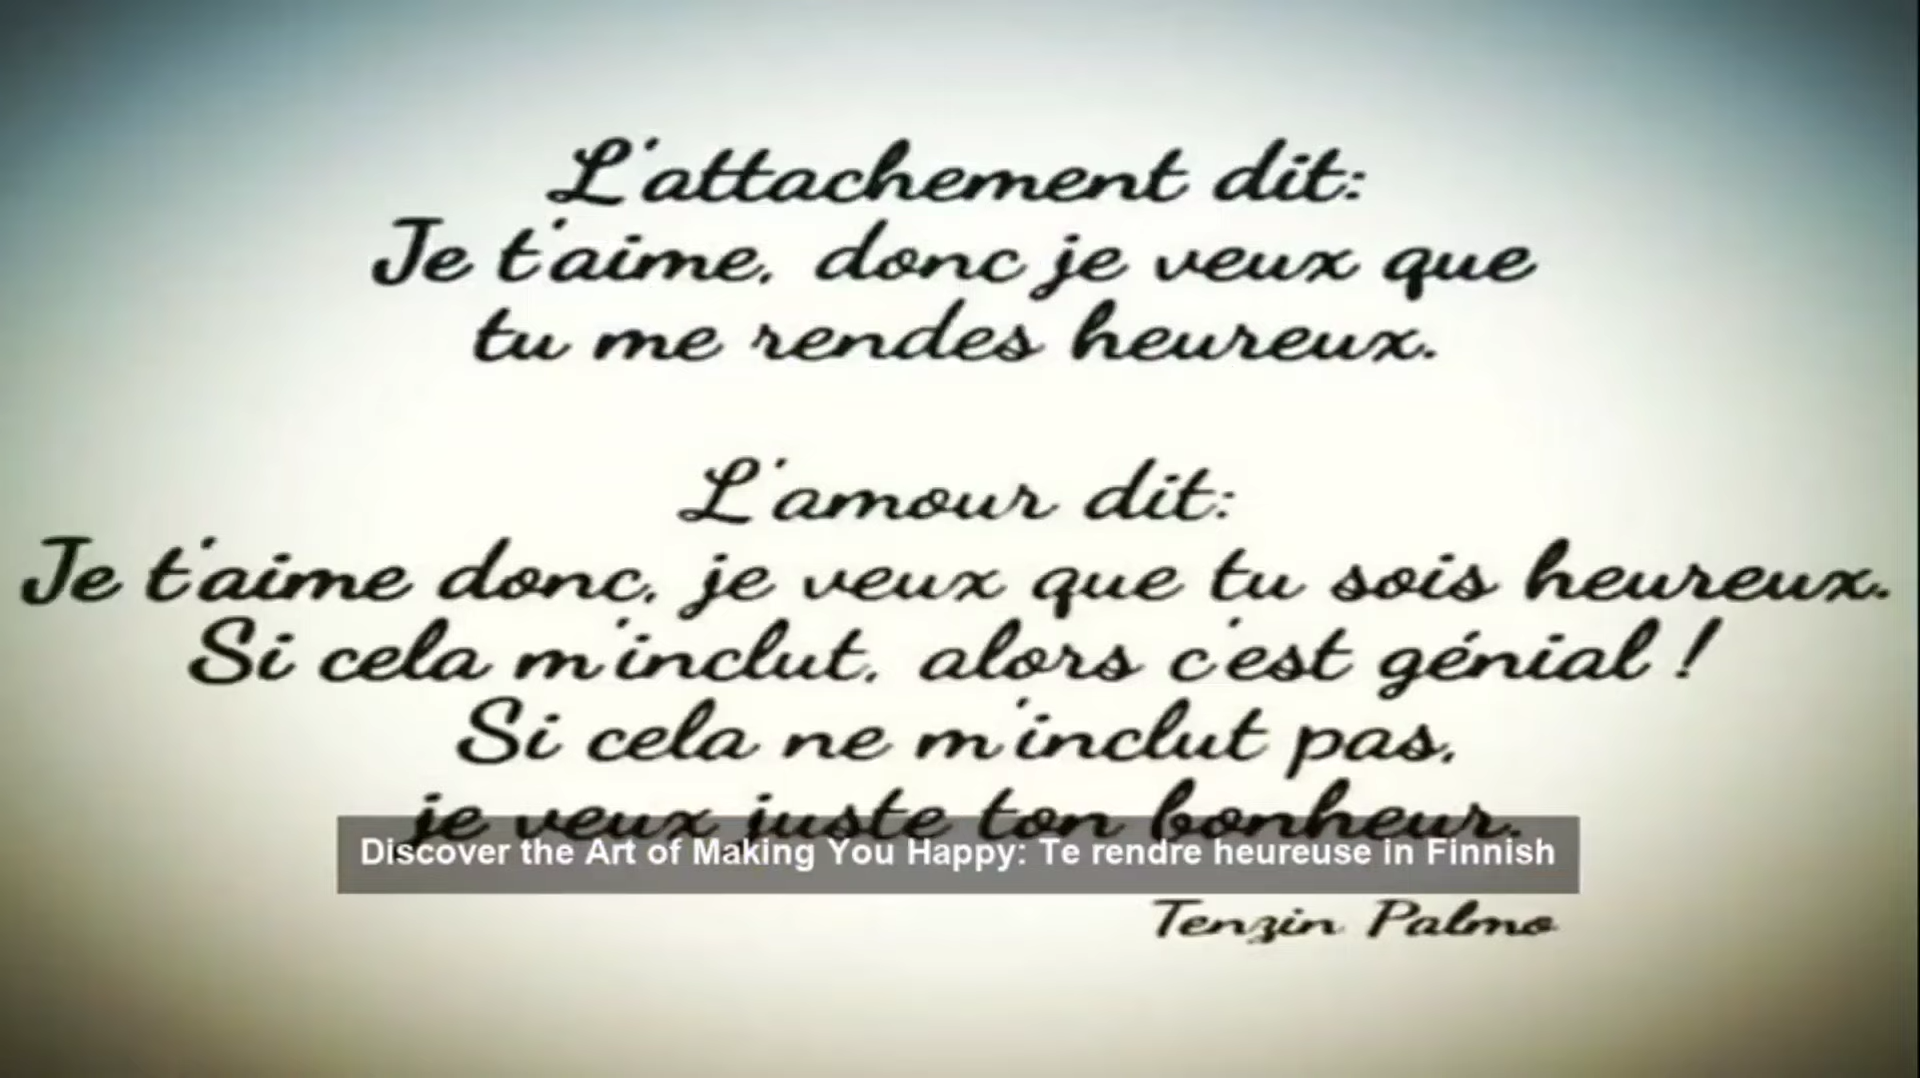 L'attachement dit:
Je t'aime, donc je veux que
tu me rendes heureux.
L'amour dit:
Je t'aime donc, je veux que tu sois heureux.
Si cela m'inclut, alors c'est génial !
Si cela ne m'inclut pas,
je veux juste ton bonheur.
Discover the Art of Making You Happy: Te rendre heureuse in Finnish
Tenzin Palmo